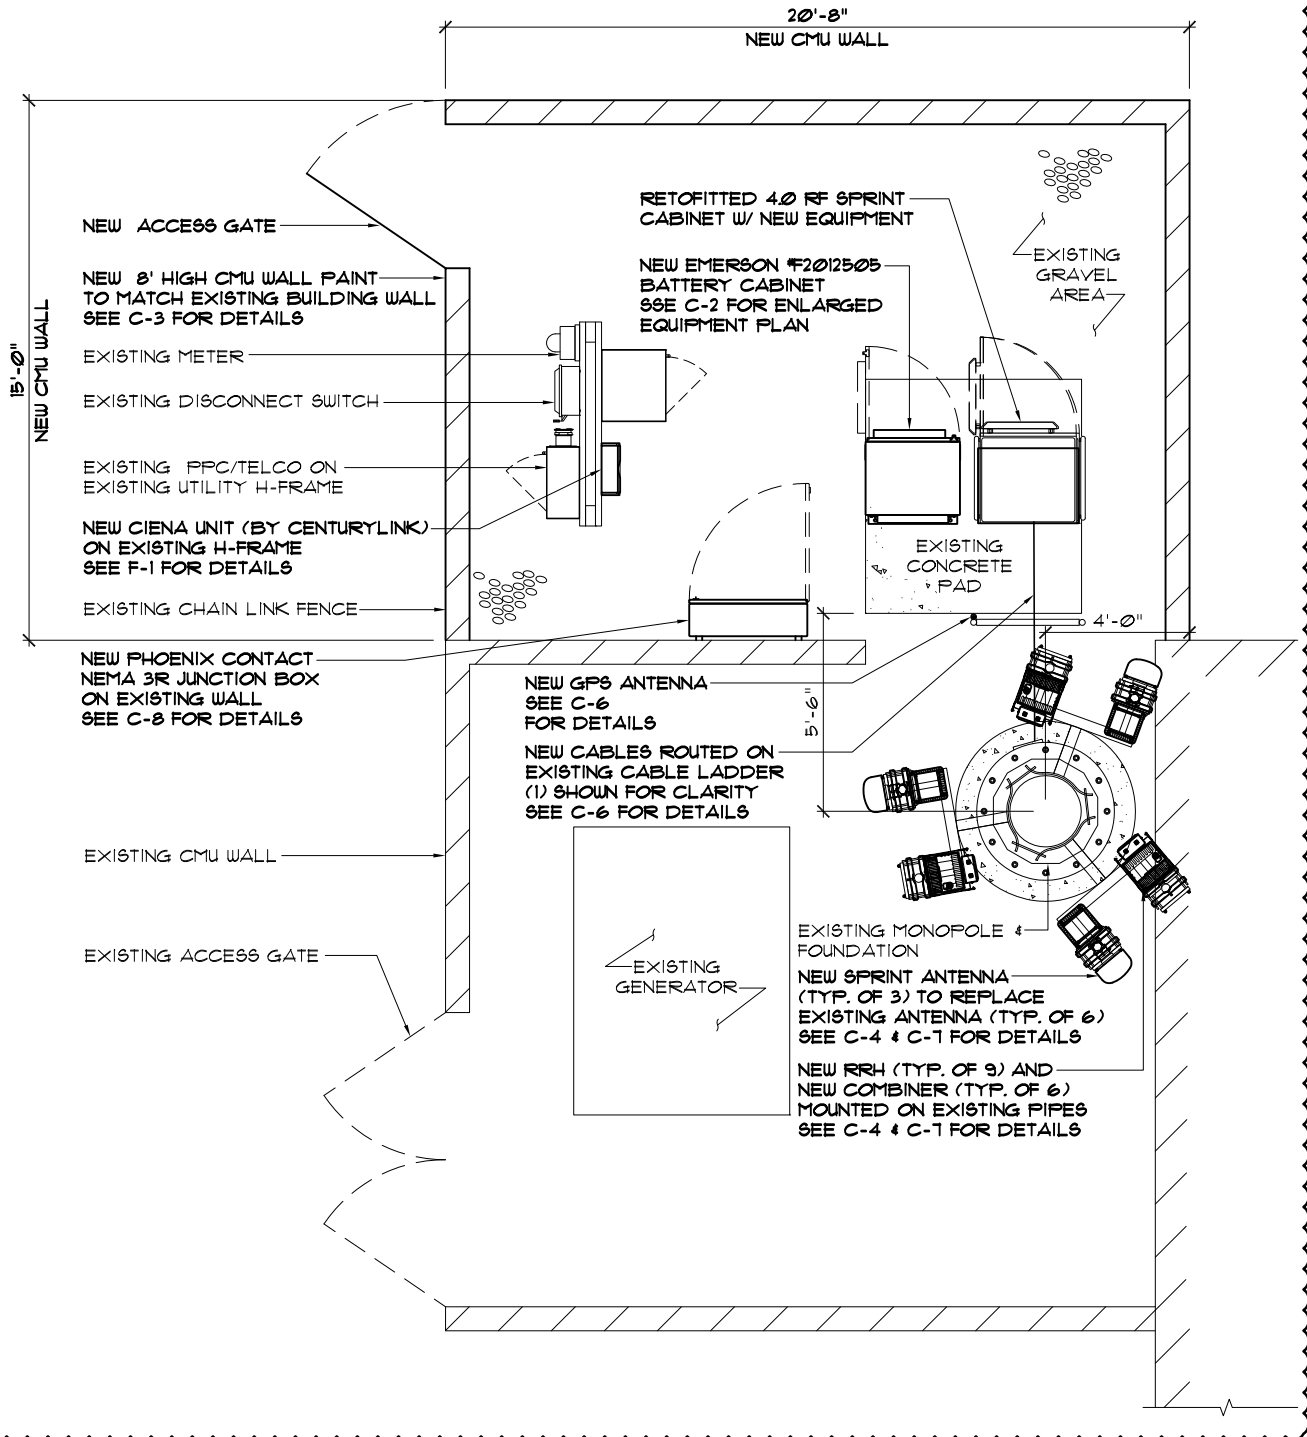 20'-8"
NEW CMU WALL
15'-0"
NEW CMU WALL
NEW ACCESS GATE
NEW 8' HIGH CMU WALL PAINT
TO MATCH EXISTING BUILDING WALL
SEE C-3 FOR DETAILS
EXISTING METER
EXISTING DISCONNECT SWITCH
EXISTING PPC/TELCO ON
EXISTING UTILITY H-FRAME
NEW CIENA UNIT (BY CENTURYLINK)
ON EXISTING H-FRAME
SEE F-1 FOR DETAILS
EXISTING CHAIN LINK FENCE
NEW PHOENIX CONTACT
NEMA 3R JUNCTION BOX
ON EXISTING WALL
SEE C-8 FOR DETAILS
EXISTING CMU WALL
EXISTING ACCESS GATE
RETOFITTED 4.0 RF SPRINT
CABINET W/ NEW EQUIPMENT
NEW EMERSON #F2012505
BATTERY CABINET
SSE C-2 FOR ENLARGED
EQUIPMENT PLAN
EXISTING
GRAVEL
AREA
EXISTING
CONCRETE
PAD
4'-0"
5'-6"
NEW GPS ANTENNA
SEE C-6
FOR DETAILS
NEW CABLES ROUTED ON
EXISTING CABLE LADDER
(1) SHOWN FOR CLARITY
SEE C-6 FOR DETAILS
EXISTING
GENERATOR
EXISTING MONOPOLE &
FOUNDATION
NEW SPRINT ANTENNA
(TYP. OF 3) TO REPLACE
EXISTING ANTENNA (TYP. OF 6)
SEE C-4 & C-7 FOR DETAILS
NEW RRH (TYP. OF 9) AND
NEW COMBINER (TYP. OF 6)
MOUNTED ON EXISTING PIPES
SEE C-4 & C-7 FOR DETAILS